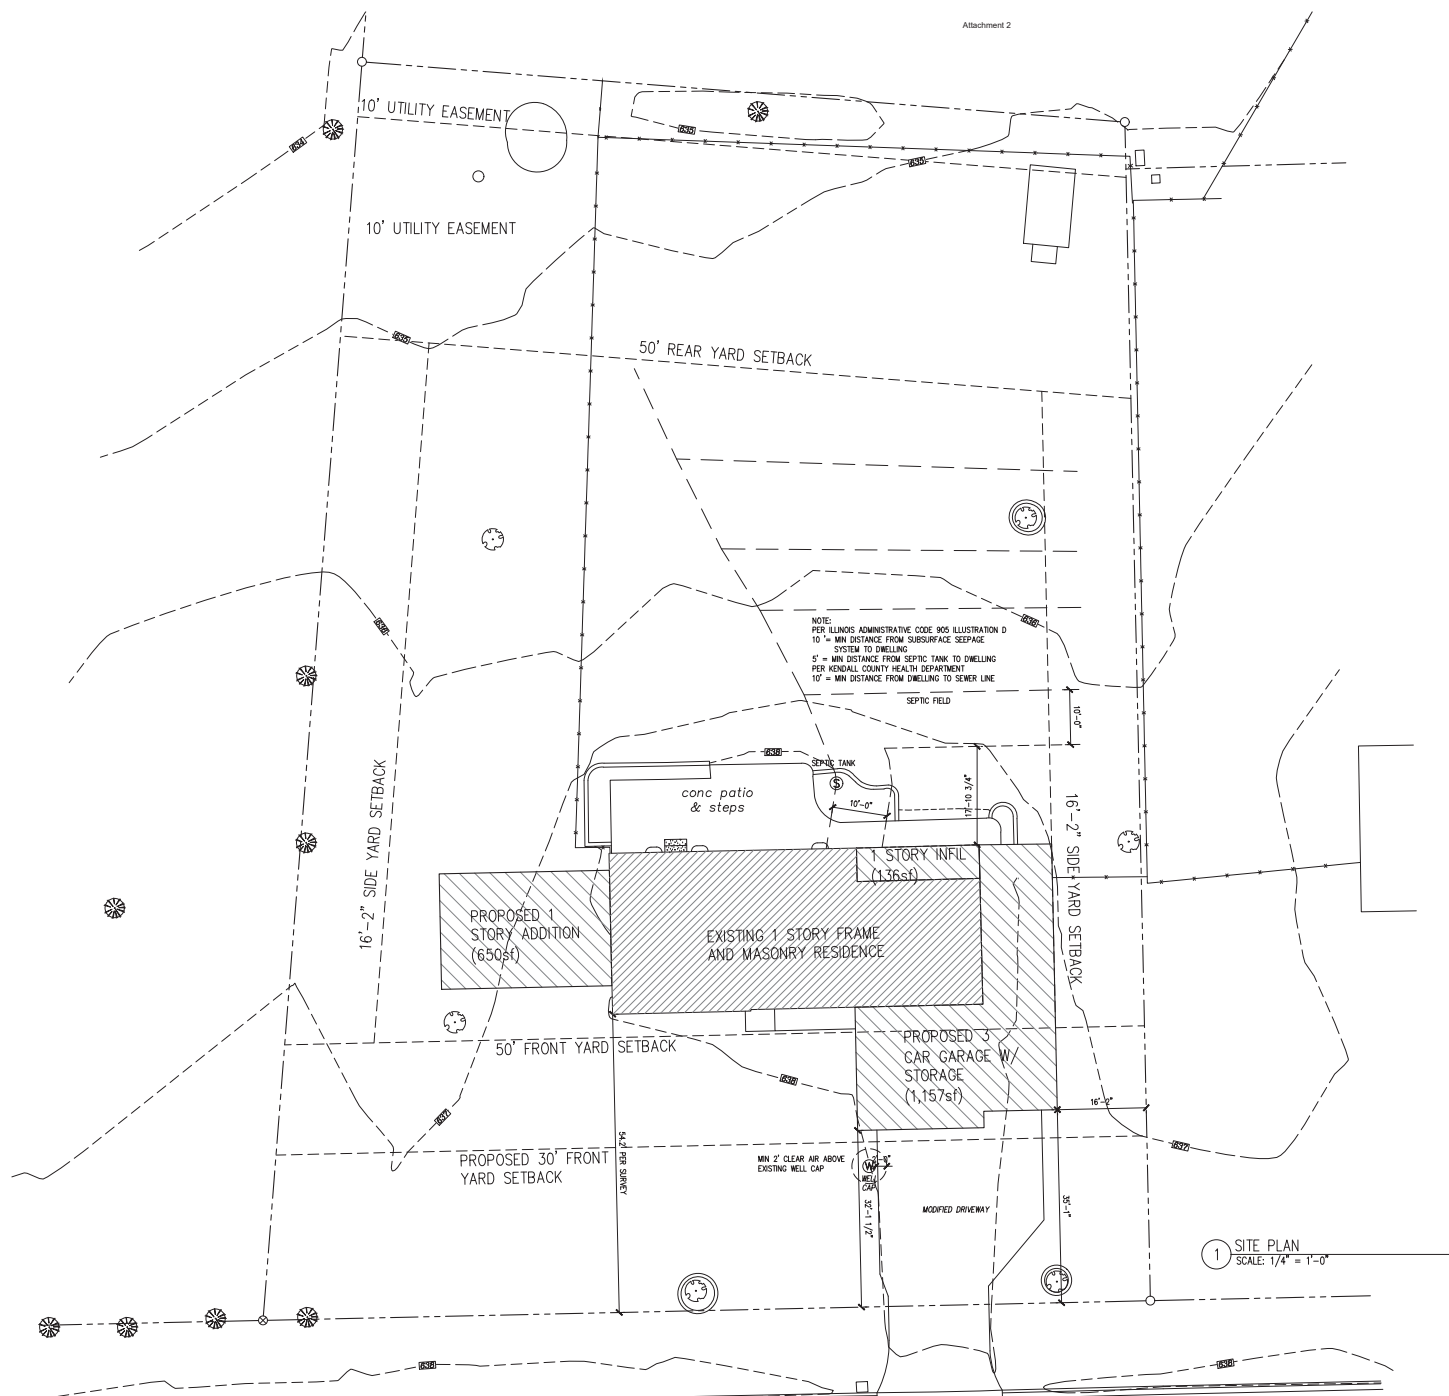 Attachment 2
10' UTILITY EASEMENT
634
635
635
10' UTILITY EASEMENT
635
50' REAR YARD SETBACK
636
636
NOTE:
PER ILLINOIS ADMINISTRATIVE CODE 905 ILLUSTRATION D
10 '= MIN DISTANCE FROM SUBSURFACE SEEPAGE
SYSTEM TO DWELLING
5' = MIN DISTANCE FROM SEPTIC TANK TO DWELLING
PER KENDALL COUNTY HEALTH DEPARTMENT
10' = MIN DISTANCE FROM DWELLING TO SEWER LINE
SEPTIC FIELD
10'-0"
638
SEPTIC TANK
S
10'-0"
17'-10 3/4"
conc patio
& steps
16'-2" SIDE YARD SETBACK
16'-2" SIDE YARD SETBACK
1 STORY INFIL
(136sf)
PROPOSED 1
STORY ADDITION
(650sf)
EXISTING 1 STORY FRAME
AND MASONRY RESIDENCE
50' FRONT YARD SETBACK
PROPOSED 3
CAR GARAGE W/
STORAGE
(1,157sf)
638
637
16'-2"
637
54.2' PER SURVEY
PROPOSED 30' FRONT
YARD SETBACK
MIN 2' CLEAR AIR ABOVE
EXISTING WELL CAP
W
WELL
CAP
32'-1 1/2"
MODIFIED DRIVEWAY
35'-1"
1
SITE PLAN
SCALE: 1/4" = 1'-0"
638
638